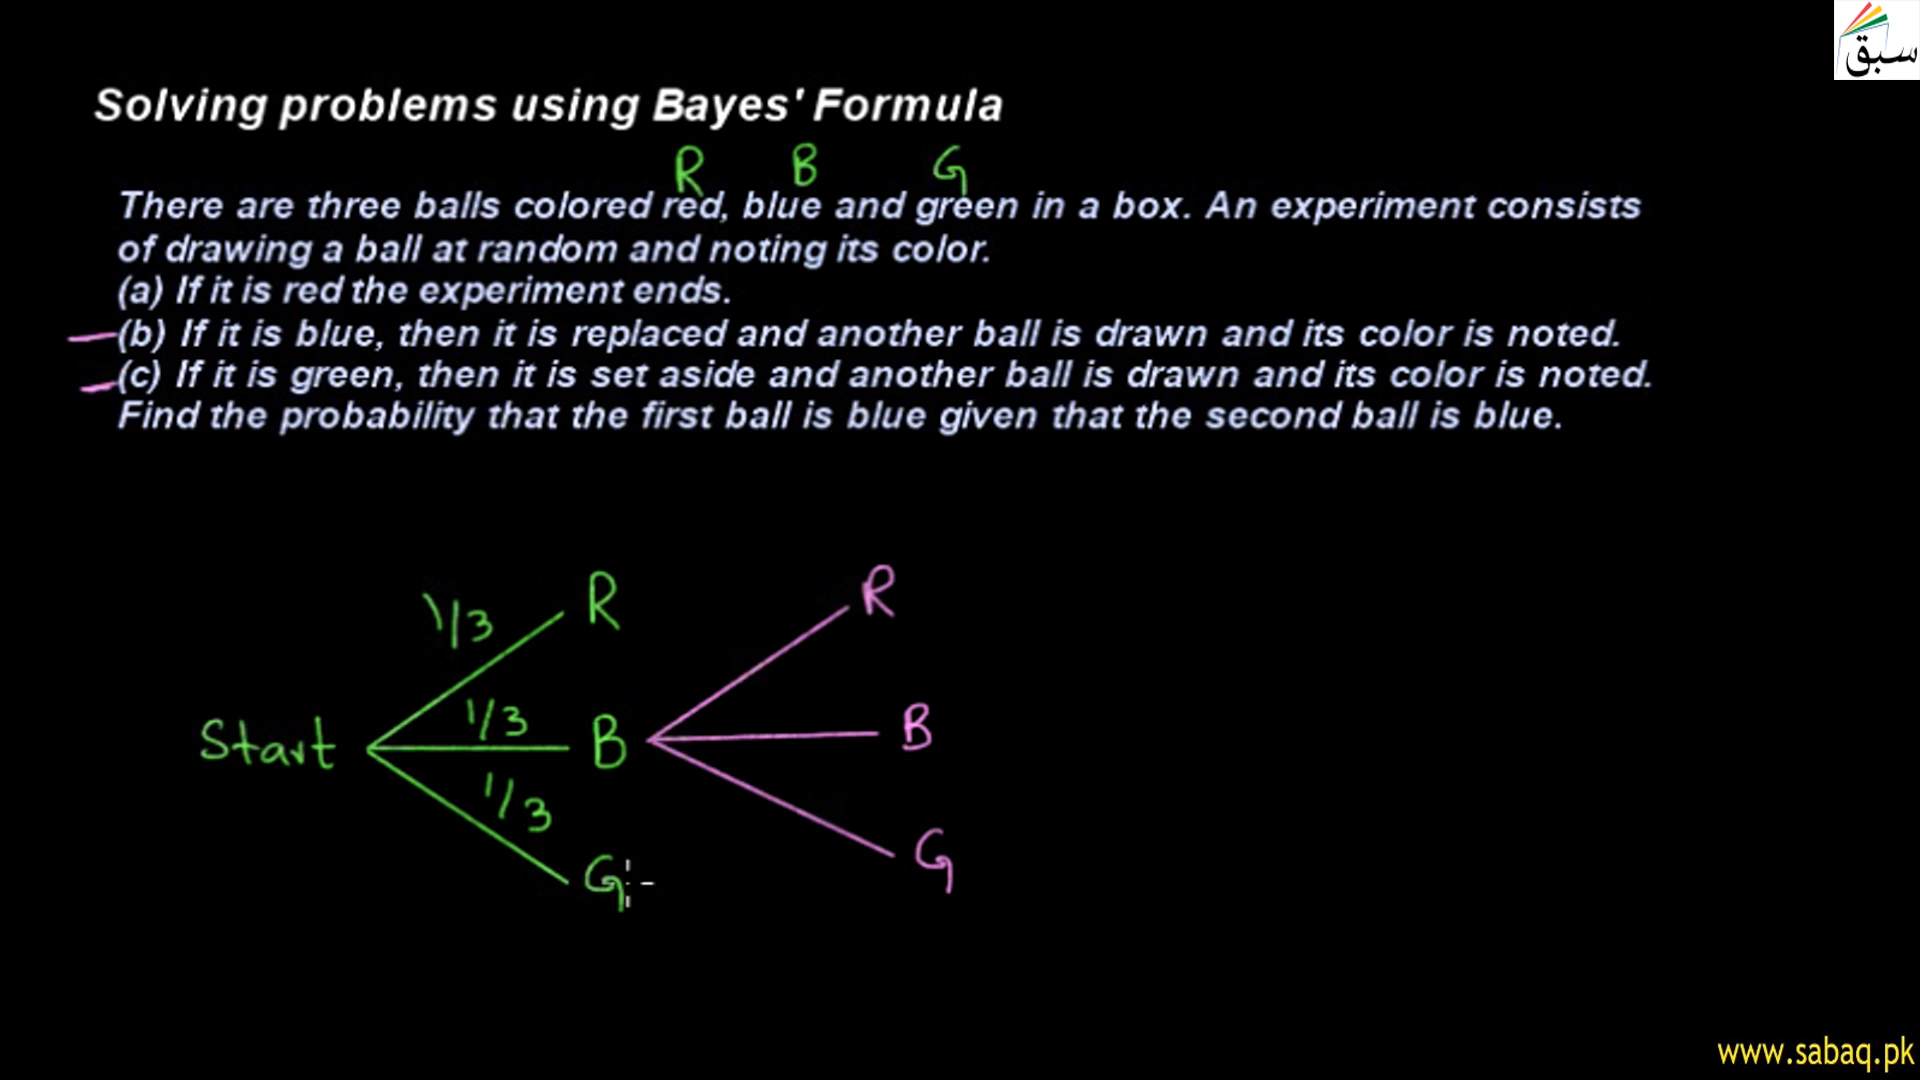 سبق
Solving problems using Bayes' Formula
R B G
There are three balls colored red, blue and green in a box. An experiment consists
of drawing a ball at random and noting its color.
(a) If it is red the experiment ends.
(b) If it is blue, then it is replaced and another ball is drawn and its color is noted.
(c) If it is green, then it is set aside and another ball is drawn and its color is noted.
Find the probability that the first ball is blue given that the second ball is blue.
1/3 R R
Start 1/3 B B
1/3 G G
www.sabaq.pk